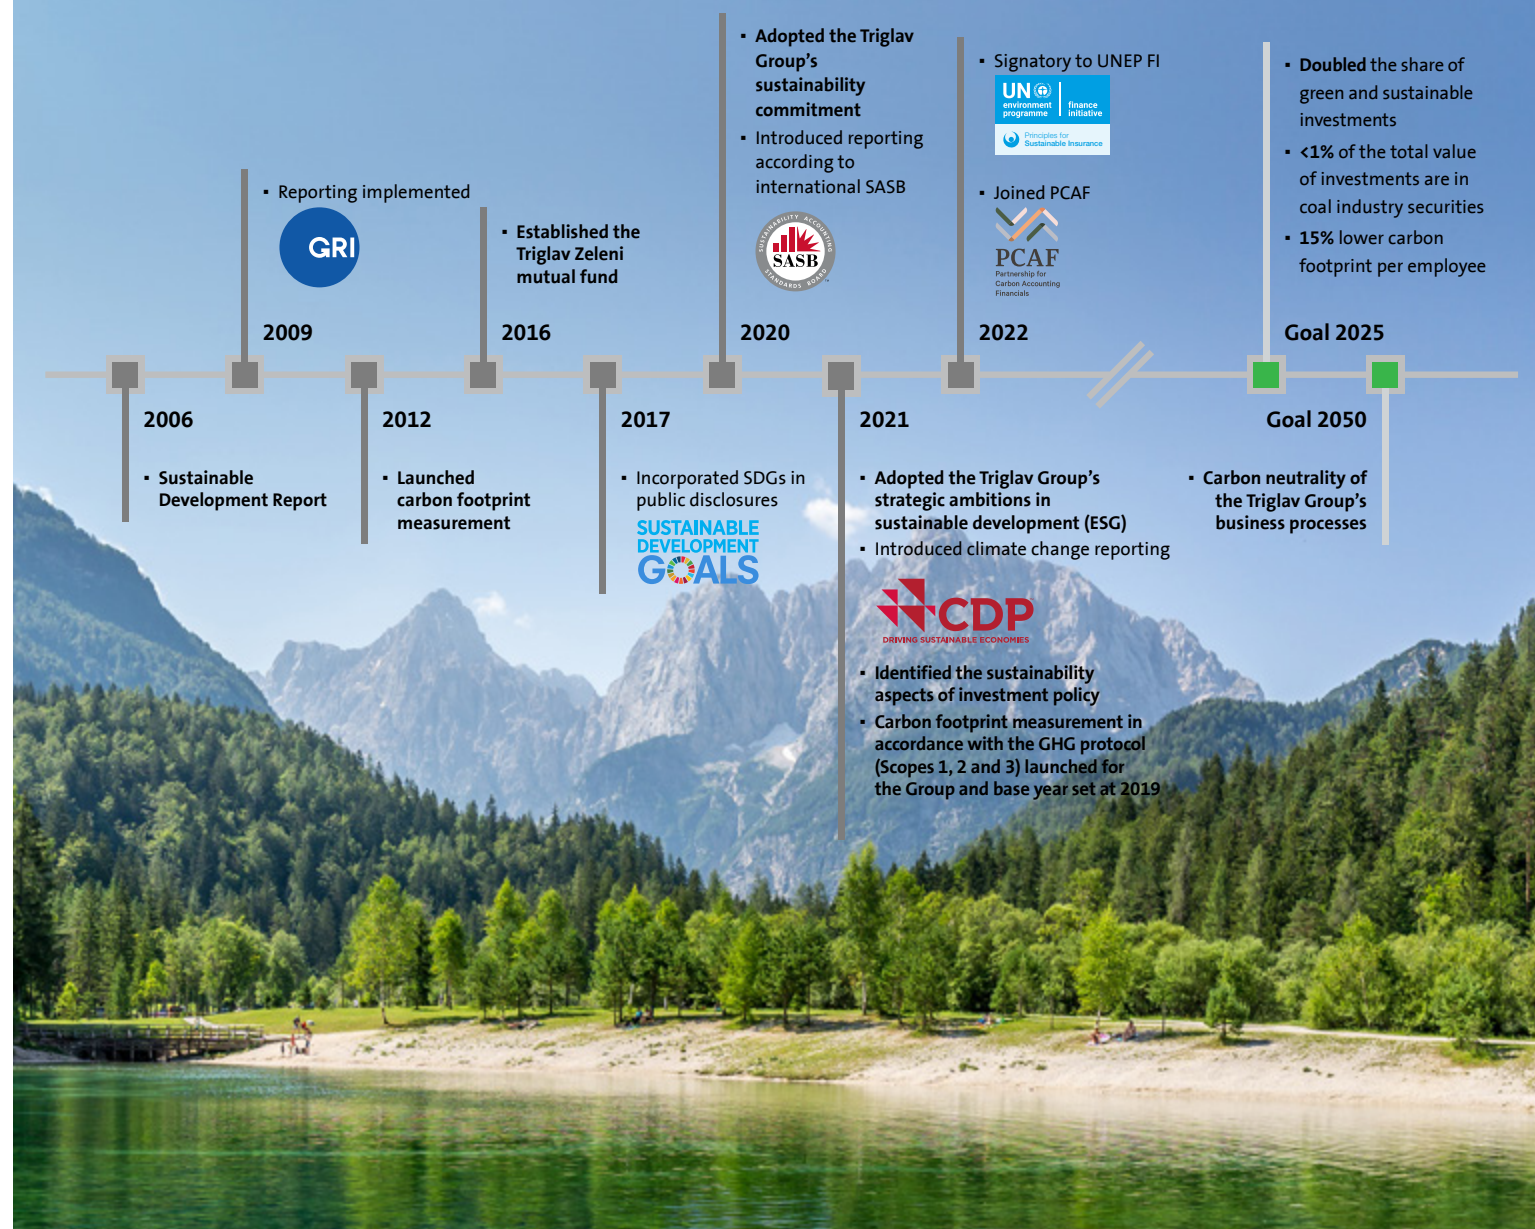 ▪ Reporting implemented
GRI
2009
▪ Established the
Triglav Zeleni
mutual fund
2016
▪ Adopted the Triglav
Group's
sustainability
commitment
▪ Introduced reporting
according to
international SASB
SUSTAINABILITY ACCOUNTING
SASB
STANDARDS BOARD
2020
▪ Signatory to UNEP FI
UN
environment
programme
finance
initiative
Principles for
Sustainable Insurance
▪ Joined PCAF
PCAF
Partnership for
Carbon Accounting
Financials
2022
▪ Doubled the share of
green and sustainable
investments
▪ <1% of the total value
of investments are in
coal industry securities
▪ 15% lower carbon
footprint per employee
Goal 2025
2006
▪ Sustainable
Development Report
2012
▪ Launched
carbon footprint
measurement
2017
▪ Incorporated SDGs in
public disclosures
SUSTAINABLE
DEVELOPMENT
GOALS
2021
▪ Adopted the Triglav Group's
strategic ambitions in
sustainable development (ESG)
▪ Introduced climate change reporting
CDP
DRIVING SUSTAINABLE ECONOMIES
▪ Identified the sustainability
aspects of investment policy
▪ Carbon footprint measurement in
accordance with the GHG protocol
(Scopes 1, 2 and 3) launched for
the Group and base year set at 2019
Goal 2050
▪ Carbon neutrality of
the Triglav Group's
business processes